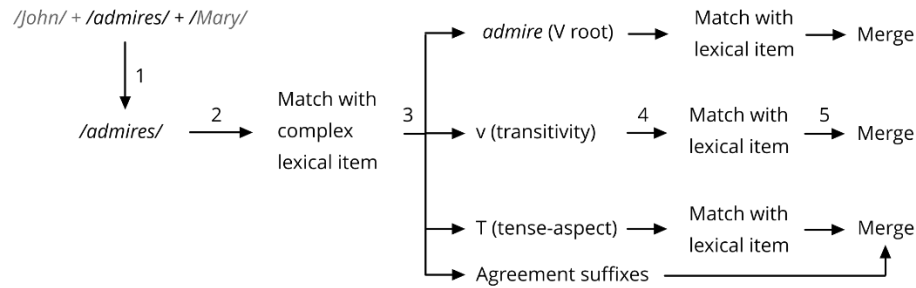 /John/ + /admires/ + /Mary/
1
/admires/
2
Match with
complex
lexical item
3
admire (V root)
Match with
lexical item
Merge
v (transitivity)
4
Match with
lexical item
5
Merge
T (tense-aspect)
Match with
lexical item
Merge
Agreement suffixes